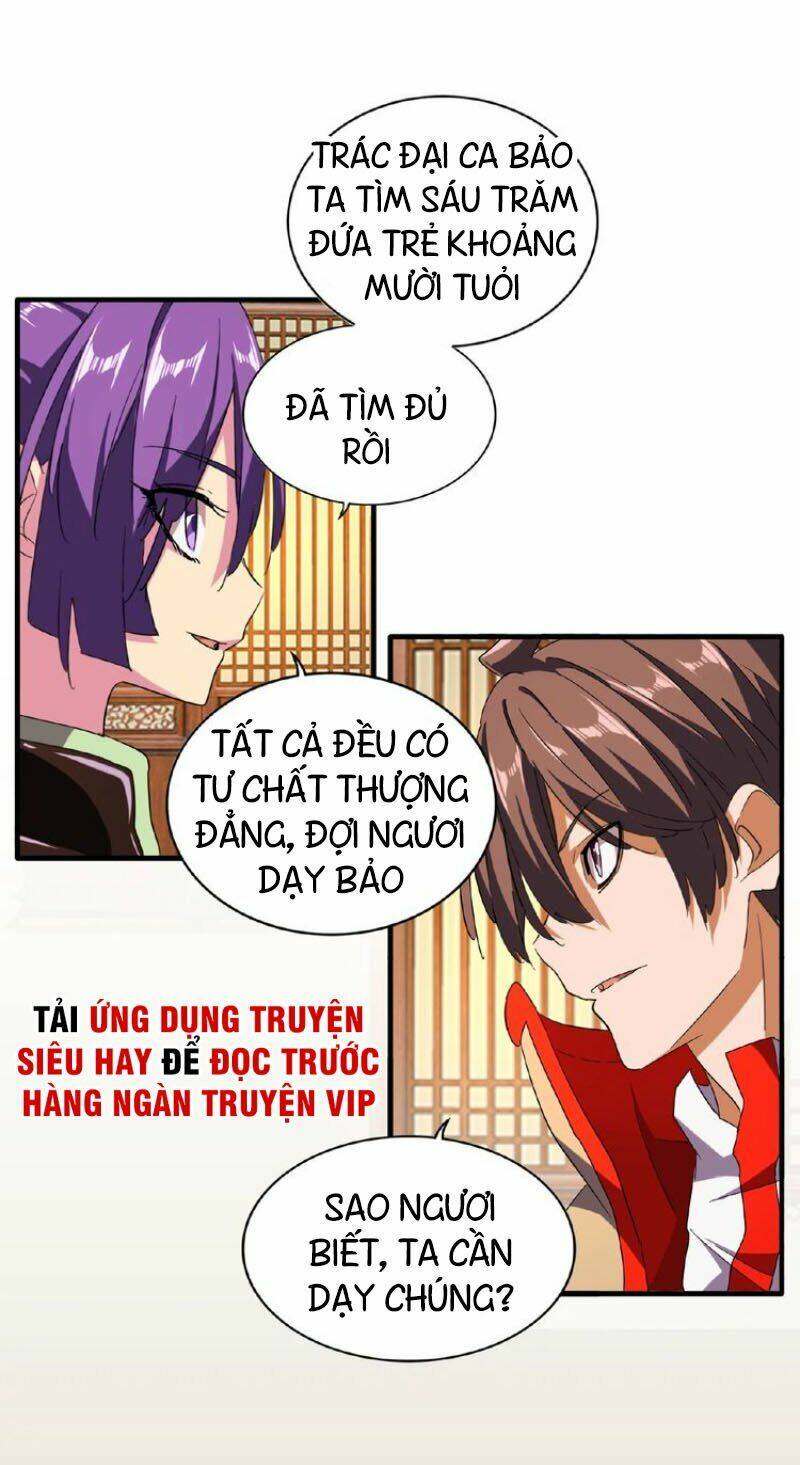 TRÁC ĐẠI CA BẢO
TA TÌM SÁU TRĂM
ĐỨA TRẺ KHOẢNG
MƯỜI TUỔI
ĐÃ TÌM ĐỦ
RỒI
TẤT CẢ ĐỀU CÓ
TƯ CHẤT THƯỢNG
ĐẲNG, ĐỢI NGƯƠI
DẠY BẢO
TẢI ỨNG DỤNG TRUYỆN
SIÊU HAY ĐỂ ĐỌC TRƯỚC
HÀNG NGÀN TRUYỆN VIP
SAO NGƯƠI
BIẾT, TA CẦN
DẠY CHÚNG?